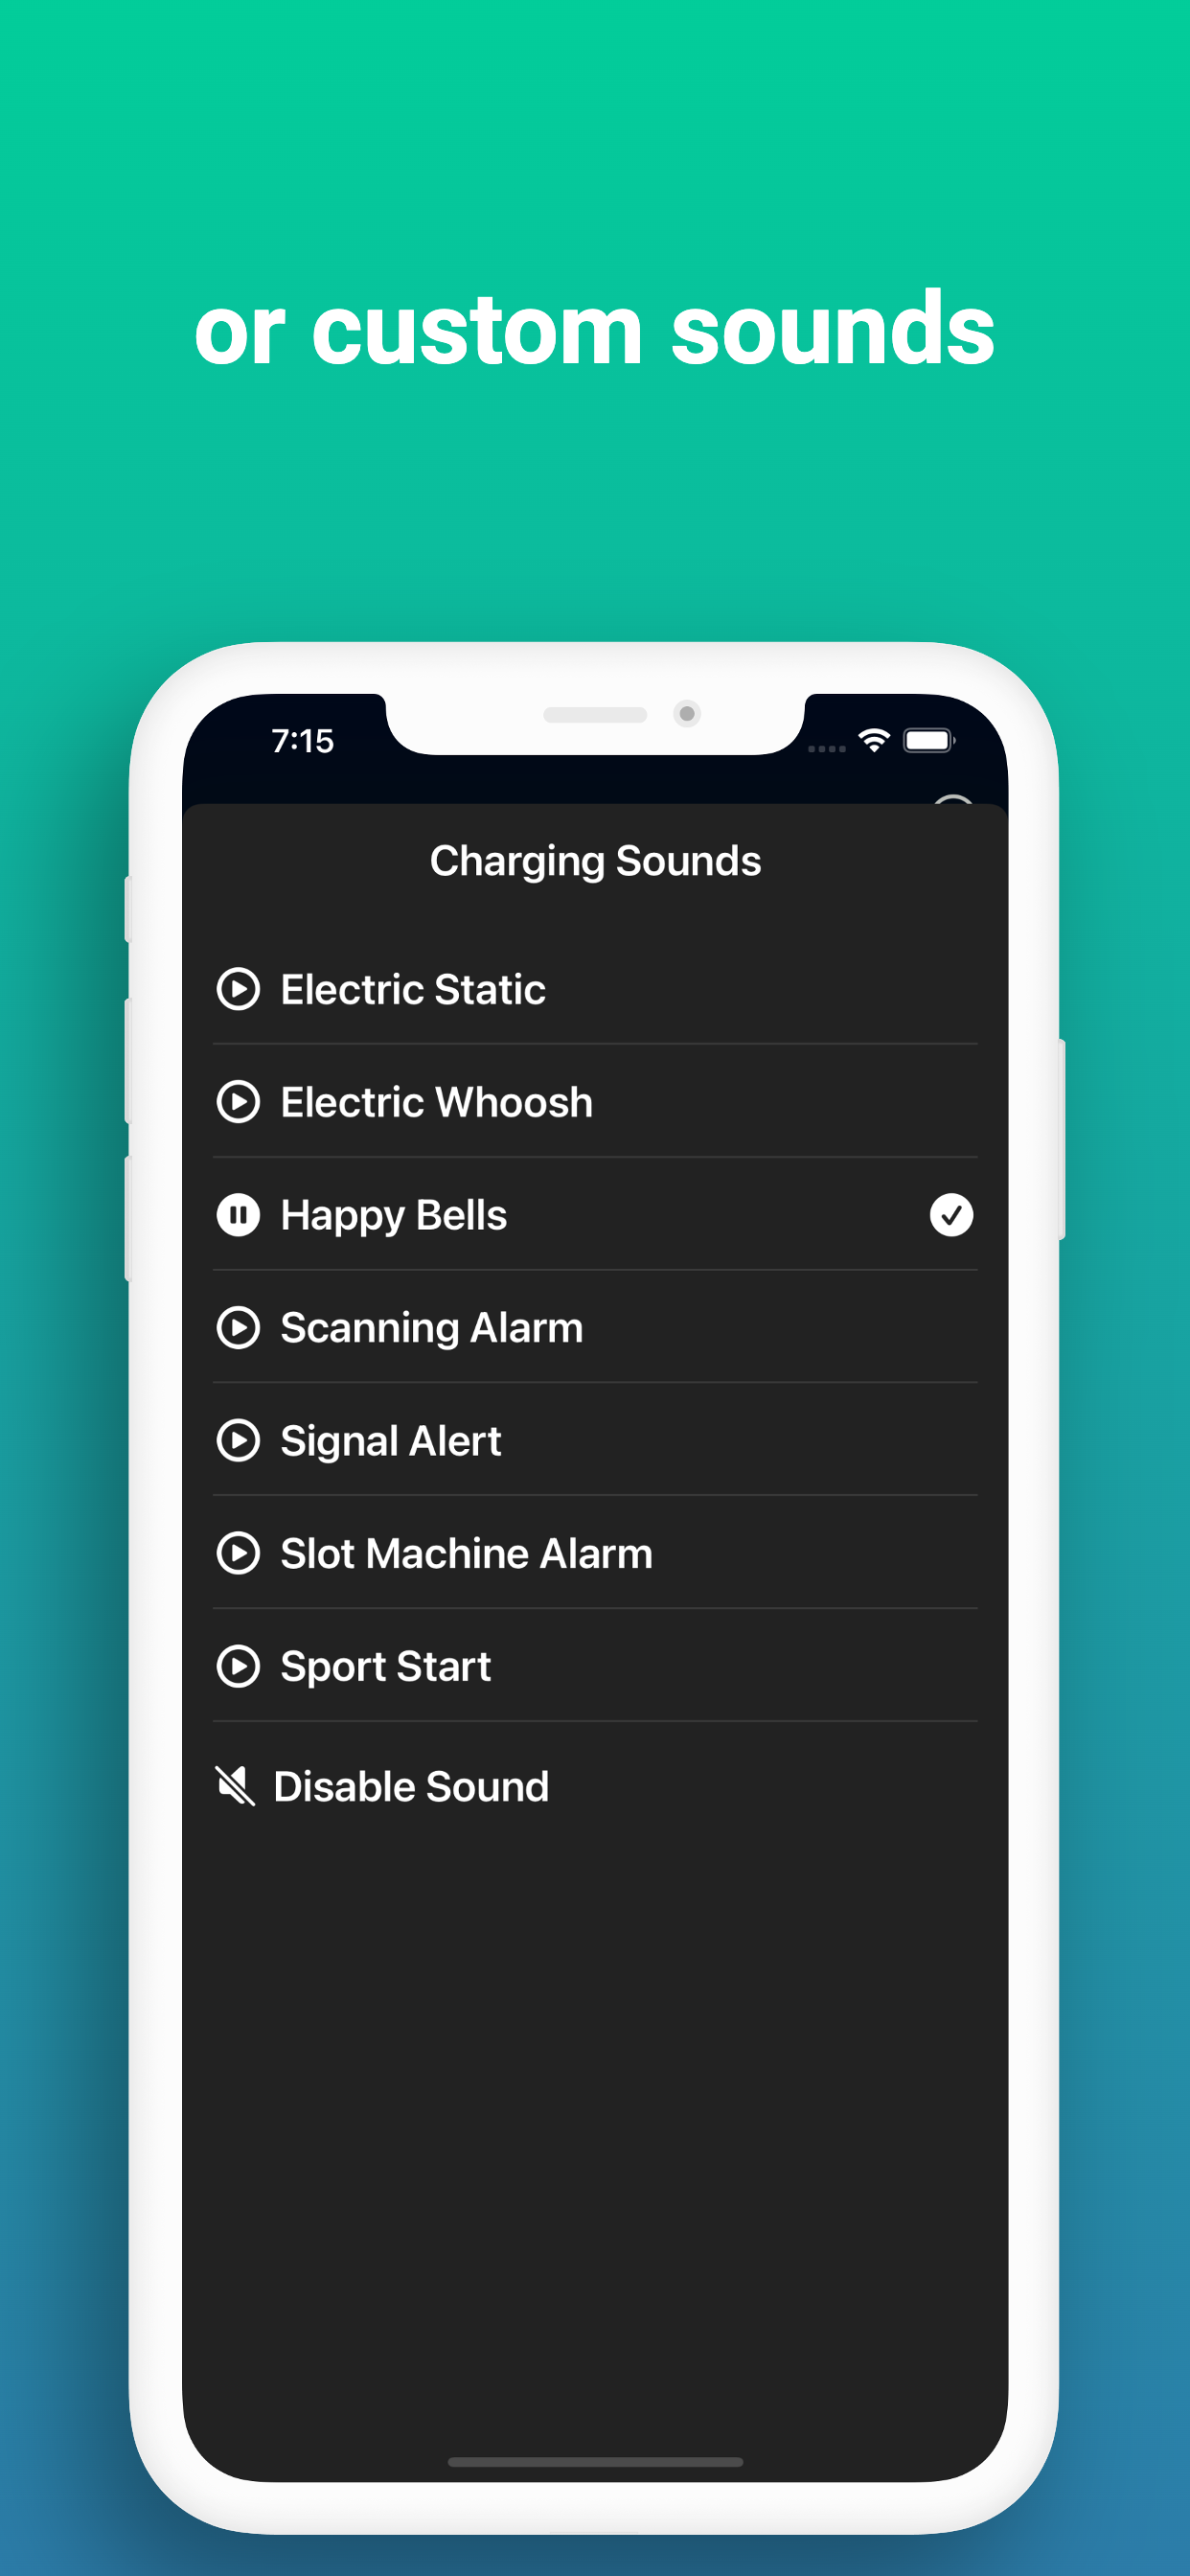 or custom sounds
7:15
Charging Sounds
Electric Static
Electric Whoosh
Happy Bells
Scanning Alarm
Signal Alert
Slot Machine Alarm
Sport Start
Disable Sound